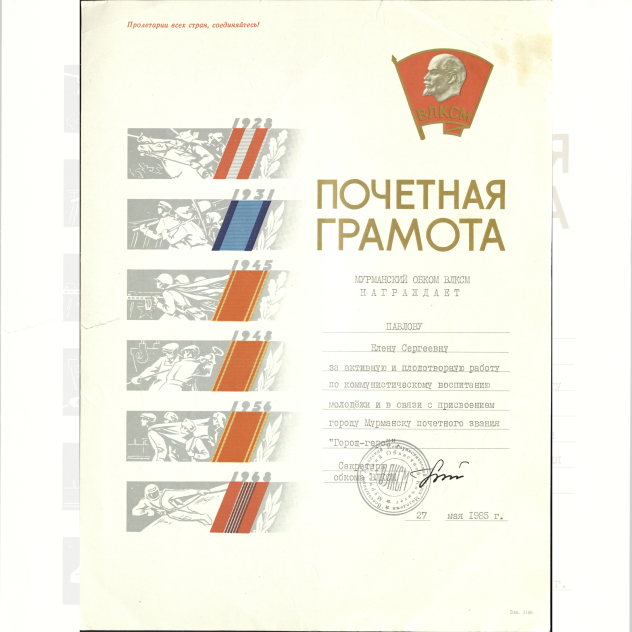 Пролетарии всех стран, соединяйтесь!
ВЛКСМ
1928
1931
1945
1948
1956
1968
ПОЧЕТНАЯ
ГРАМОТА
МУРМАНСКИЙ ОБКОМ ВЛКСМ
НАГРАЖДАЕТ
ПАВЛОВУ
Елену Сергеевну
за активную и плодотворную работу
по коммунистическому воспитанию
молодёжи и в связи с присвоением
городу Мурманску почетного звания
"Город-герой"
Секретарь
обкома ВЛКСМ
27 мая 1985 г.